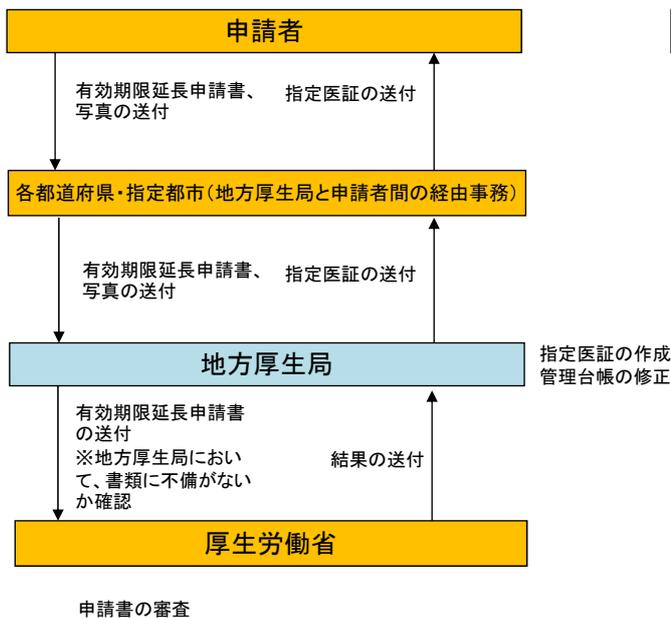 申請者
有効期限延長申請書、
写真の送付
指定医証の送付
各都道府県・指定都市(地方厚生局と申請者間の経由事務)
有効期限延長申請書、
写真の送付
指定医証の送付
地方厚生局
指定医証の作成
管理台帳の修正
有効期限延長申請書
の送付
※地方厚生局におい
て、書類に不備がない
か確認
結果の送付
厚生労働省
申請書の審査